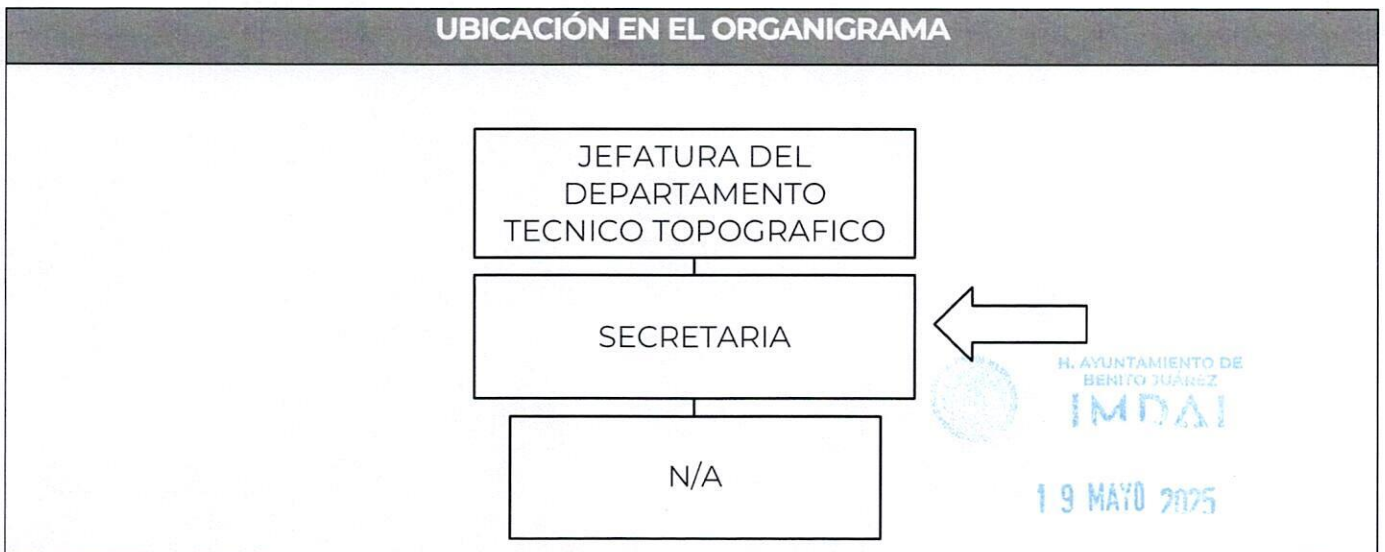 UBICACIÓN EN EL ORGANIGRAMA
JEFATURA DEL
DEPARTAMENTO
TECNICO TOPOGRAFICO
SECRETARIA
N/A
H. AYUNTAMIENTO DE
BENITO JUÁREZ
IMDAI
19 MAYO 2025